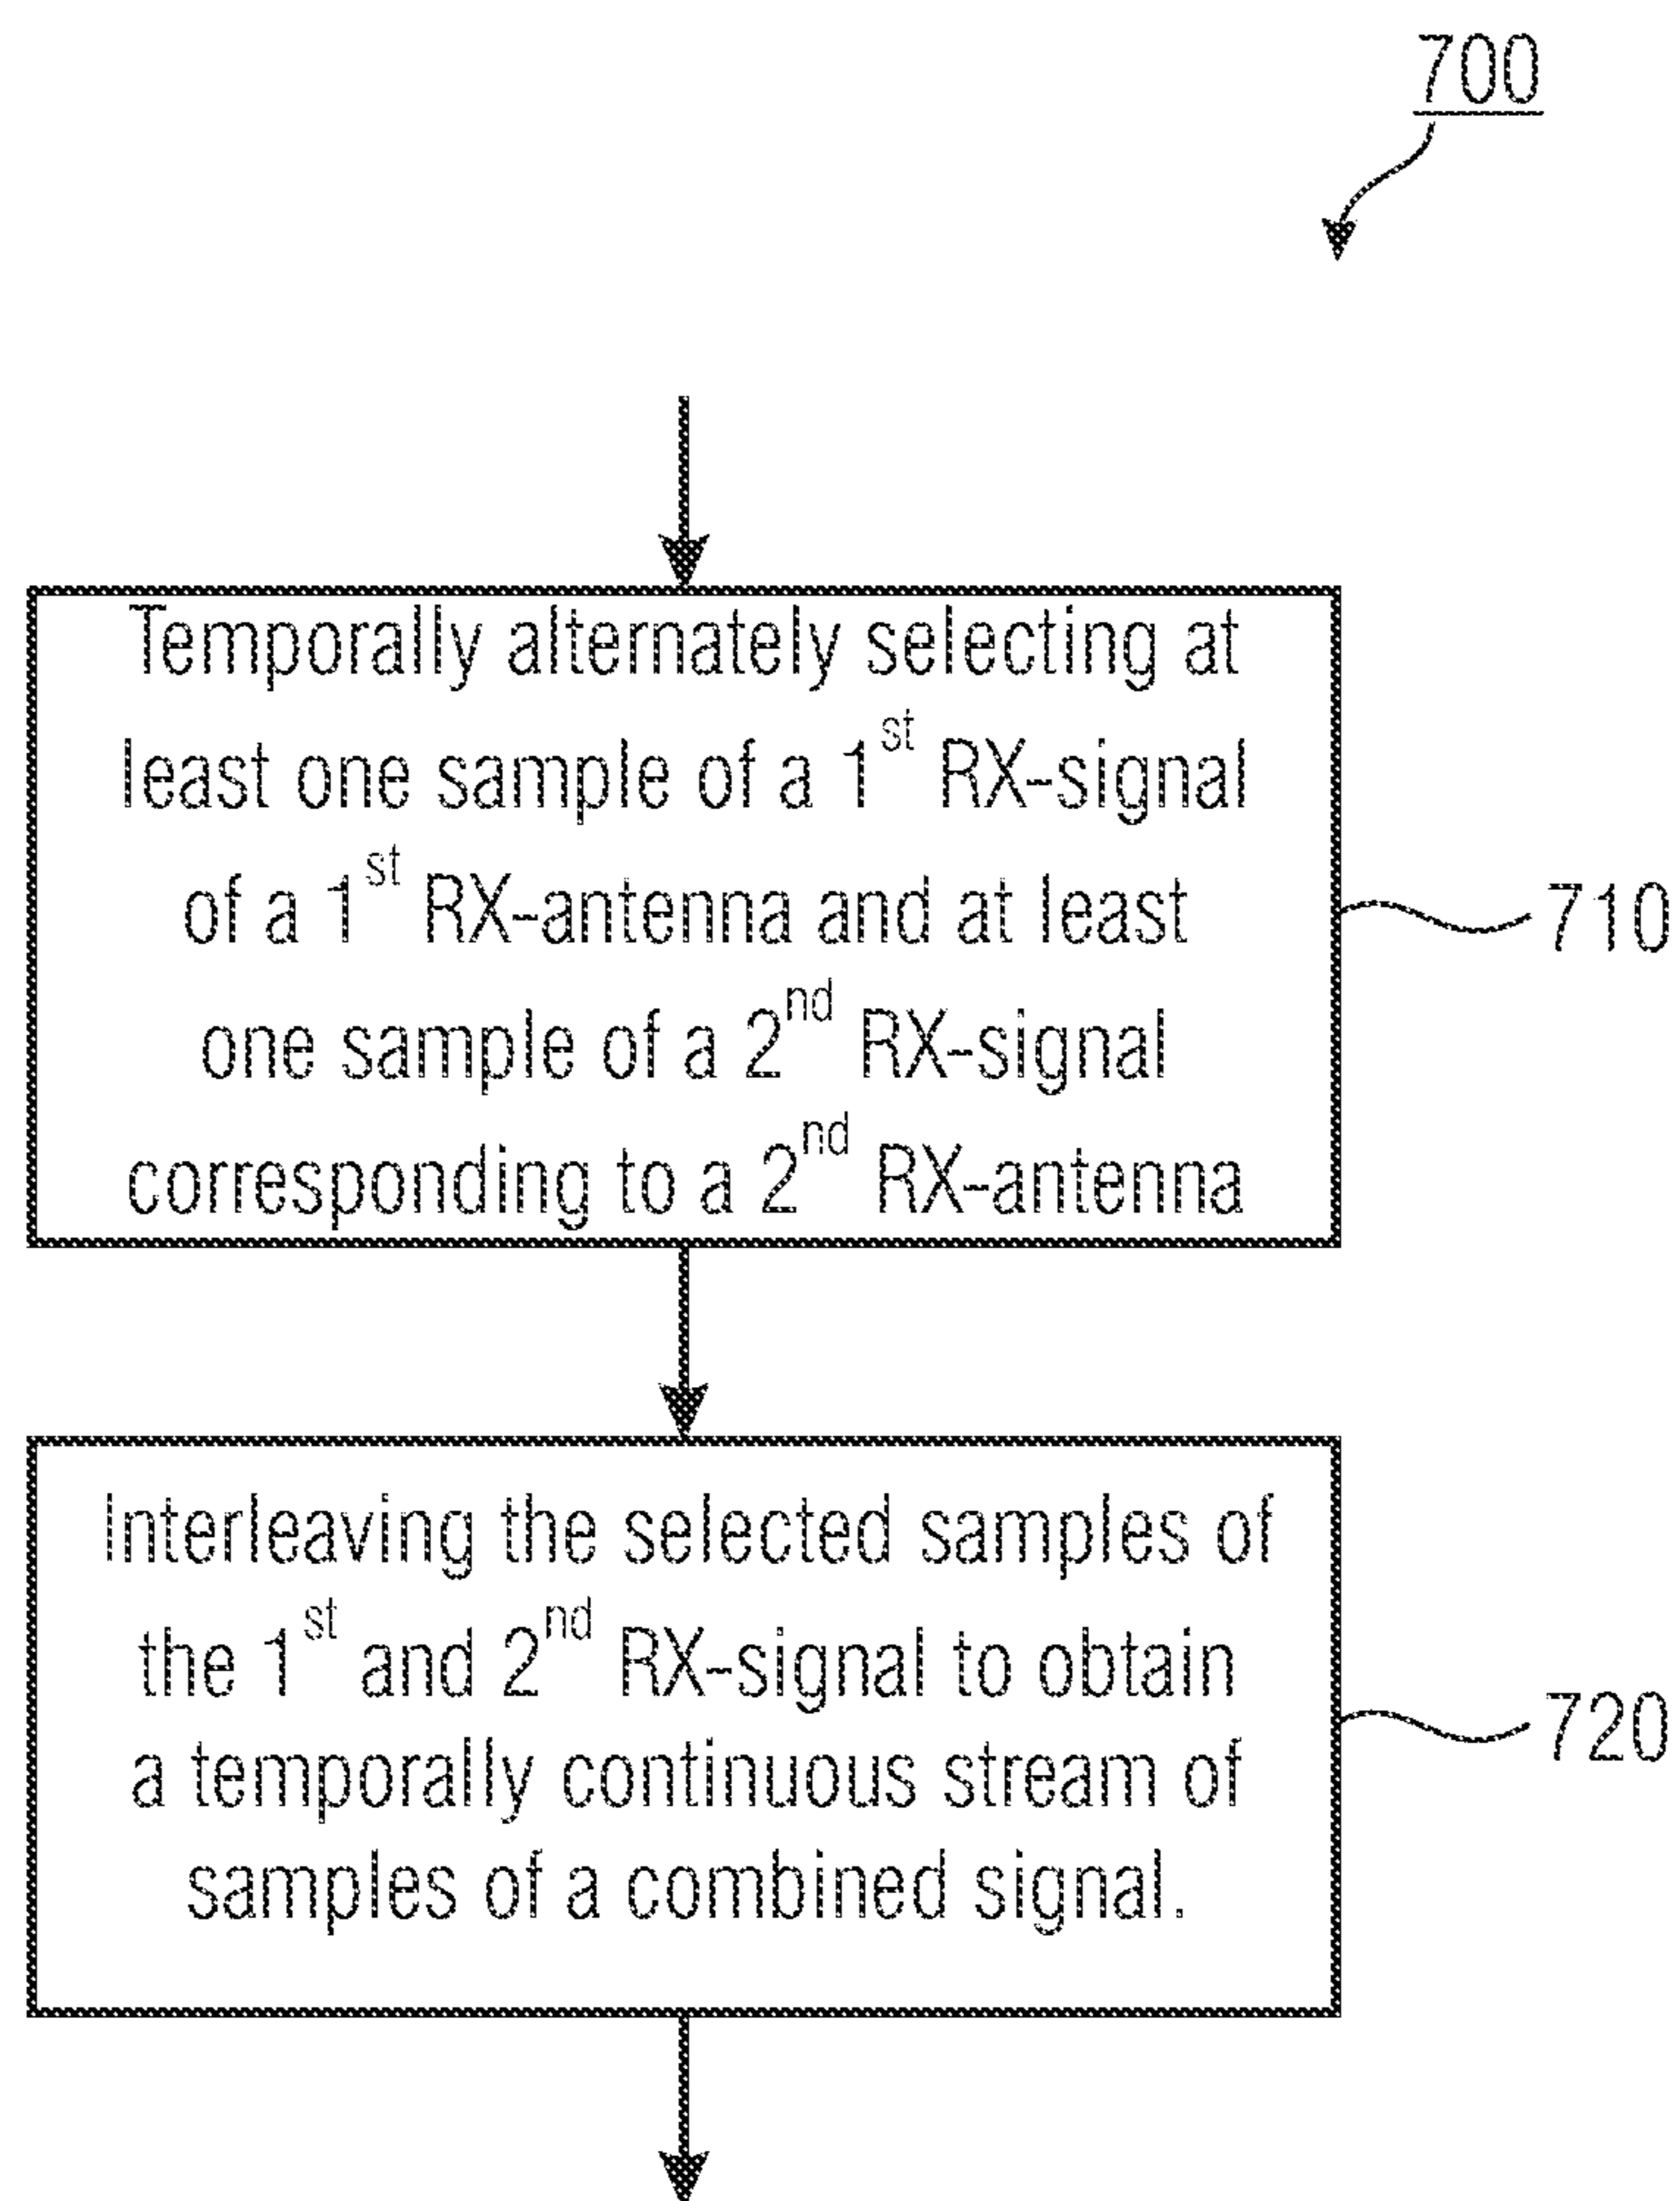 700
Temporally alternately selecting at
least one sample of a 1st RX-signal
of a 1st RX-antenna and at least
one sample of a 2nd RX-signal
corresponding to a 2nd RX-antenna
710
Interleaving the selected samples of
the 1st and 2nd RX-signal to obtain
a temporally continuous stream of
samples of a combined signal.
720